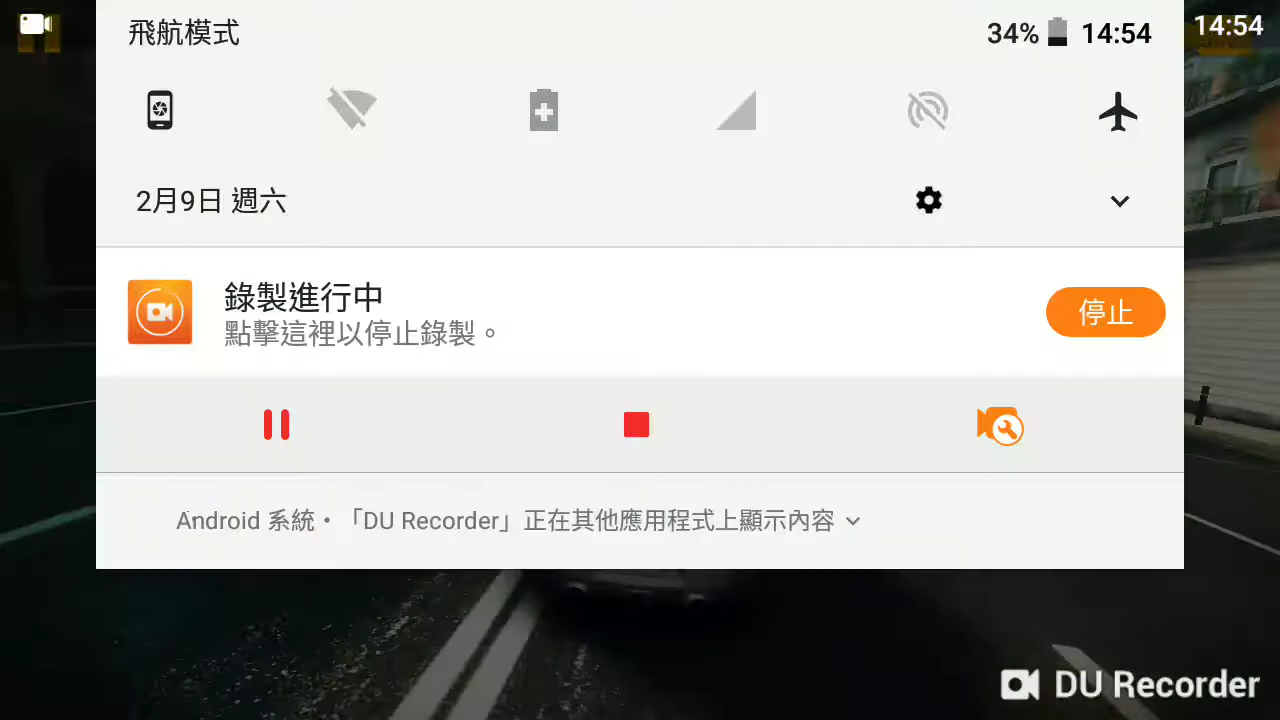 飛航模式
34% 14:54
14:54
2月9日 週六
錄製進行中
點擊這裡以停止錄製。
停止
Android 系統・「DU Recorder」正在其他應用程式上顯示內容
DU Recorder